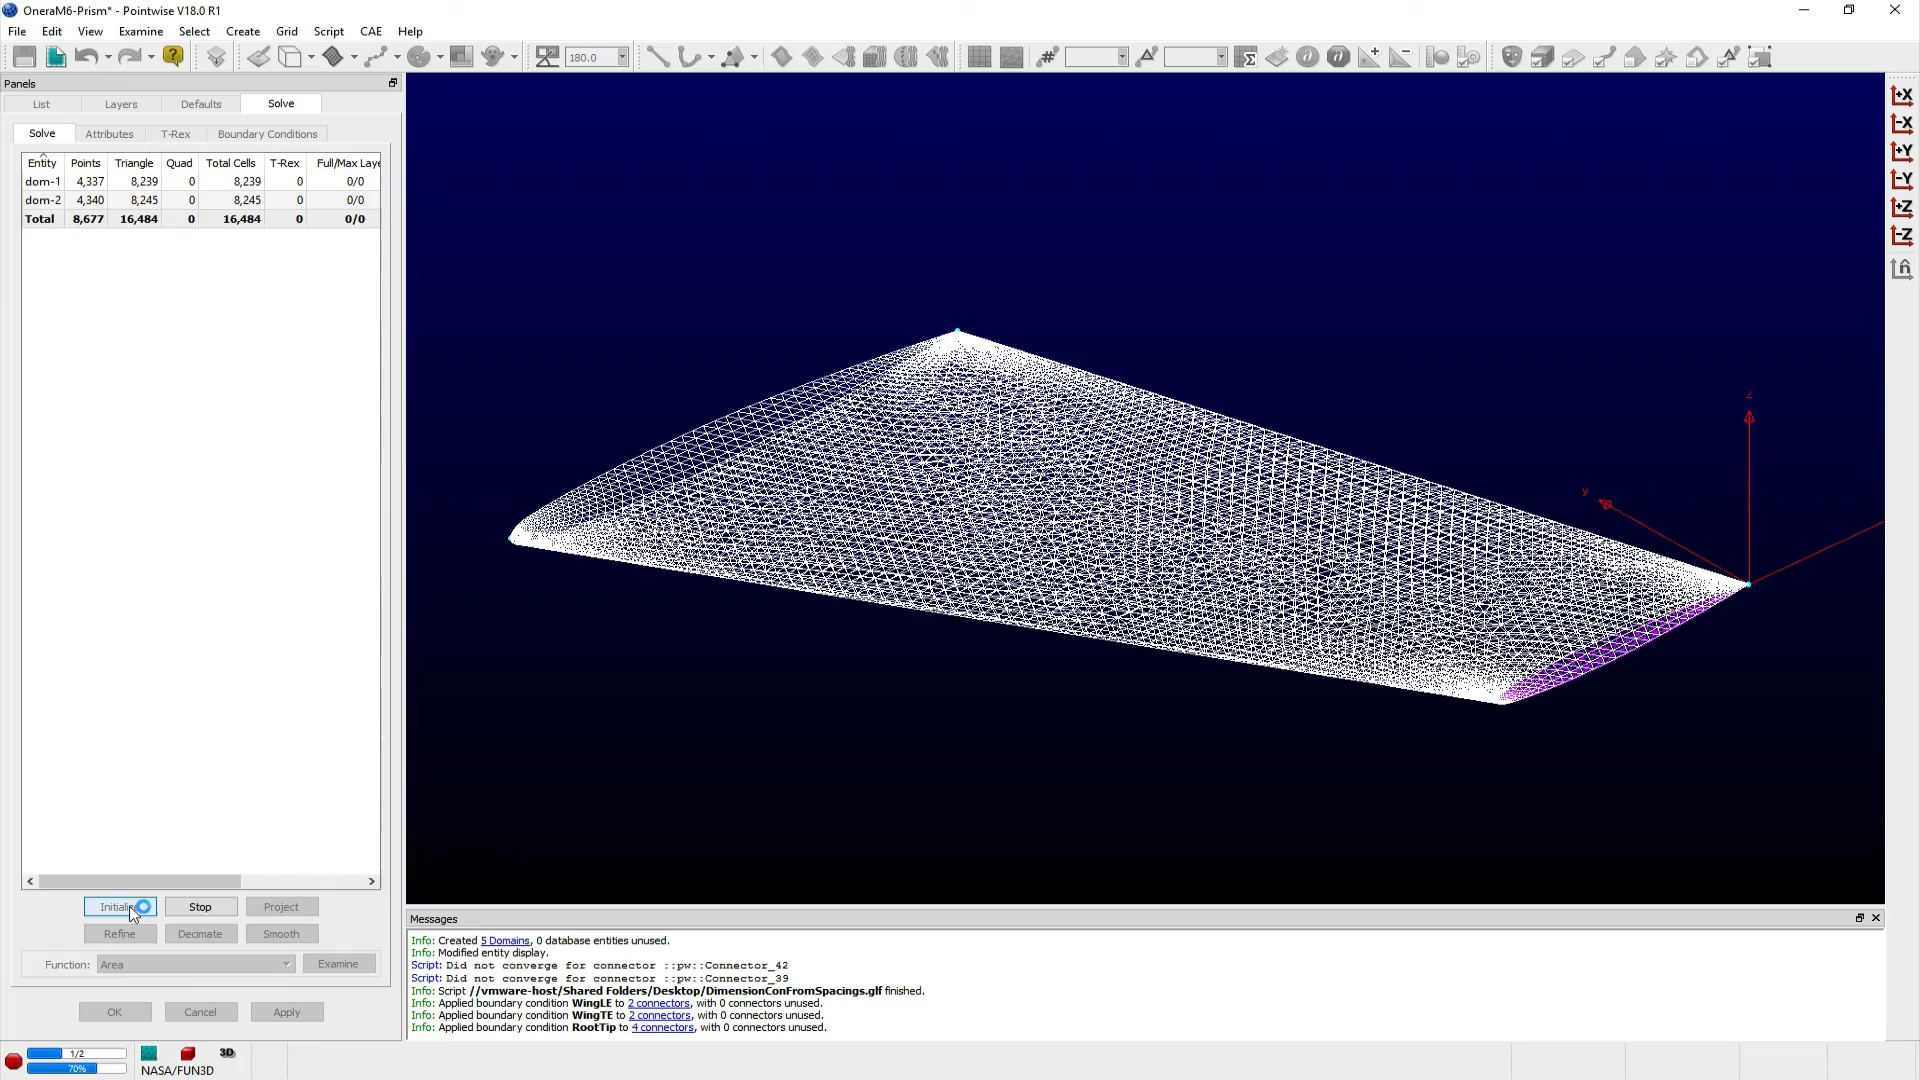 OneraM6-Prism* - Pointwise V18.0 R1
File Edit View Examine Select Create Grid Script CAE Help
180.0
Panels
List Layers Defaults Solve
Solve Attributes T-Rex Boundary Conditions
Entity Points Triangle Quad Total Cells T-Rex Full/Max Laye
dom-1 4,337 8,239 0 8,239 0 0/0
dom-2 4,340 8,245 0 8,245 0 0/0
Total 8,677 16,484 0 16,484 0 0/0
+X
-X
+Y
-Y
+Z
-Z
n̂
z
y
Initialize Stop Project
Refine Decimate Smooth
Function: Area Examine
OK Cancel Apply
Messages
Info: Created 5 Domains, 0 database entities unused.
Info: Modified entity display.
Script: Did not converge for connector ::pw::Connector_42
Script: Did not converge for connector ::pw::Connector_39
Info: Script //vmware-host/Shared Folders/Desktop/DimensionConFromSpacings.glf finished.
Info: Applied boundary condition WingLE to 2 connectors, with 0 connectors unused.
Info: Applied boundary condition WingTE to 2 connectors, with 0 connectors unused.
Info: Applied boundary condition RootTip to 4 connectors, with 0 connectors unused.
1/2
70%
3D
NASA/FUN3D